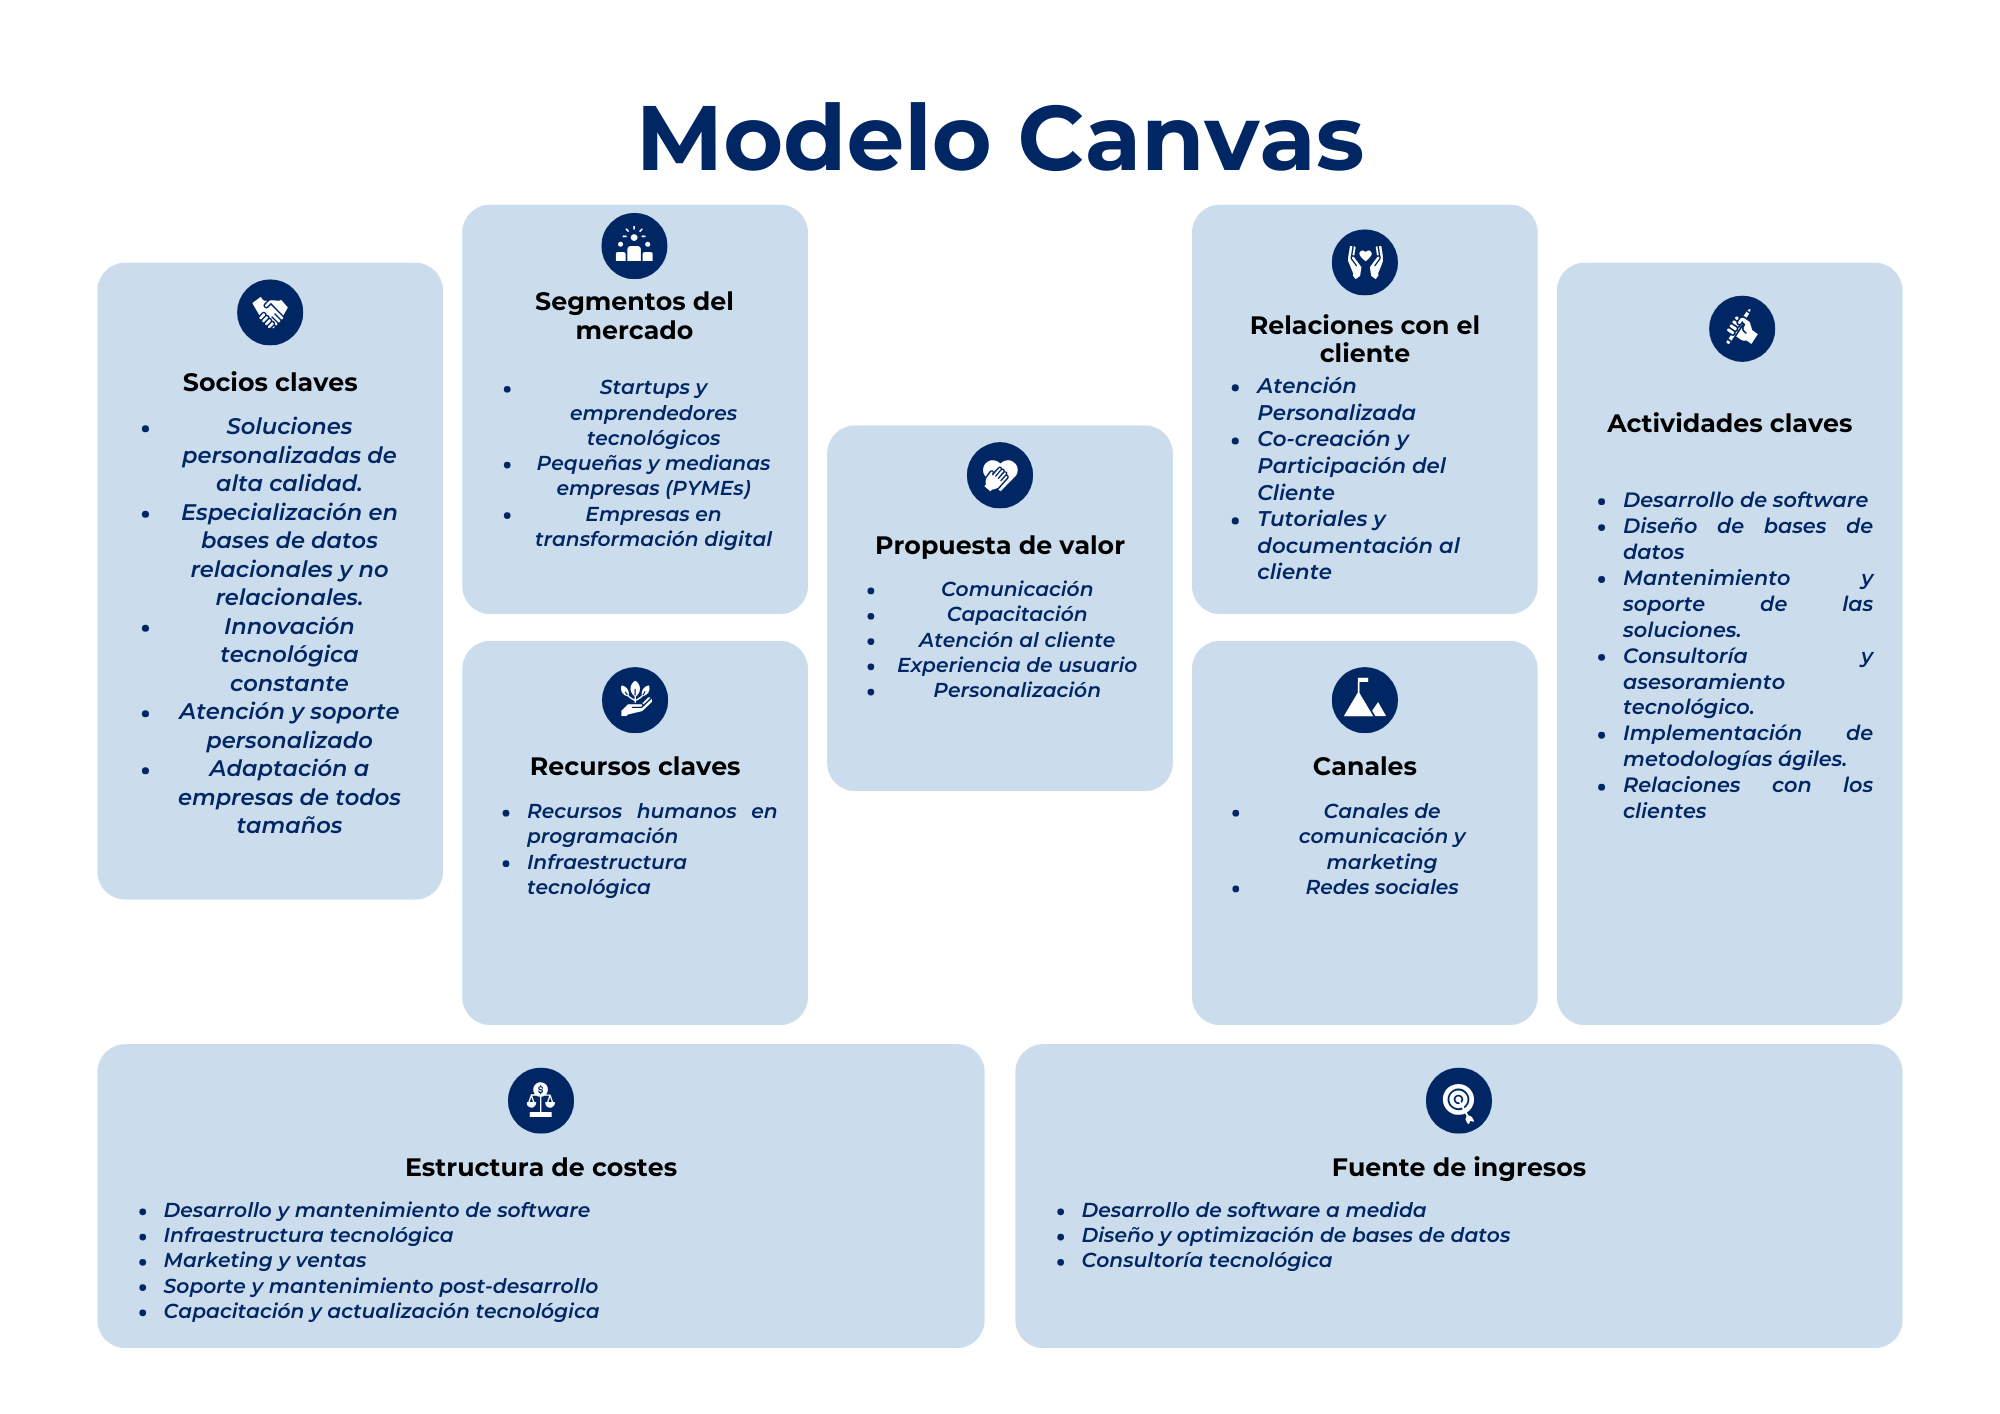 Modelo Canvas
Socios claves
Soluciones
personalizadas de
alta calidad.
Especialización en
bases de datos
relacionales y no
relacionales.
Innovación
tecnológica
constante
Atención y soporte
personalizado
Adaptación a
empresas de todos
tamaños
Segmentos del
mercado
Startups y
emprendedores
tecnológicos
Pequeñas y medianas
empresas (PYMEs)
Empresas en
transformación digital
Recursos claves
Recursos humanos en
programación
Infraestructura
tecnológica
Propuesta de valor
Comunicación
Capacitación
Atención al cliente
Experiencia de usuario
Personalización
Relaciones con el
cliente
Atención
Personalizada
Co-creación y
Participación del
Cliente
Tutoriales y
documentación al
cliente
Canales
Canales de
comunicación y
marketing
Redes sociales
Actividades claves
Desarrollo de software
Diseño de bases de
datos
Mantenimiento y
soporte de las
soluciones.
Consultoría y
asesoramiento
tecnológico.
Implementación de
metodologías ágiles.
Relaciones con los
clientes
Estructura de costes
Desarrollo y mantenimiento de software
Infraestructura tecnológica
Marketing y ventas
Soporte y mantenimiento post-desarrollo
Capacitación y actualización tecnológica
Fuente de ingresos
Desarrollo de software a medida
Diseño y optimización de bases de datos
Consultoría tecnológica